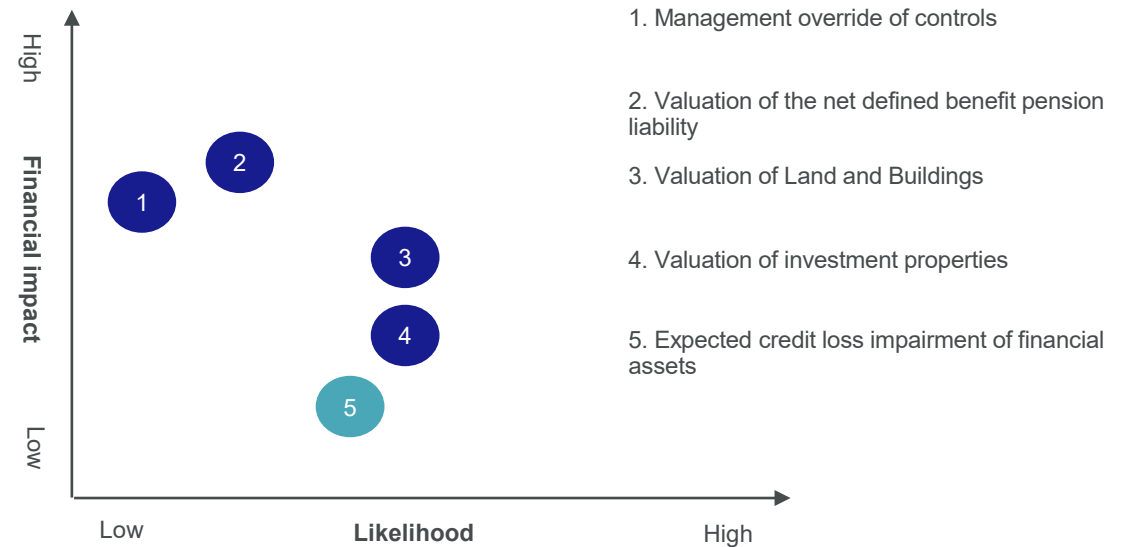 High
Financial impact
Low
1
2
3
4
5
Low
Likelihood
High
1. Management override of controls
2. Valuation of the net defined benefit pension
liability
3. Valuation of Land and Buildings
4. Valuation of investment properties
5. Expected credit loss impairment of financial
assets